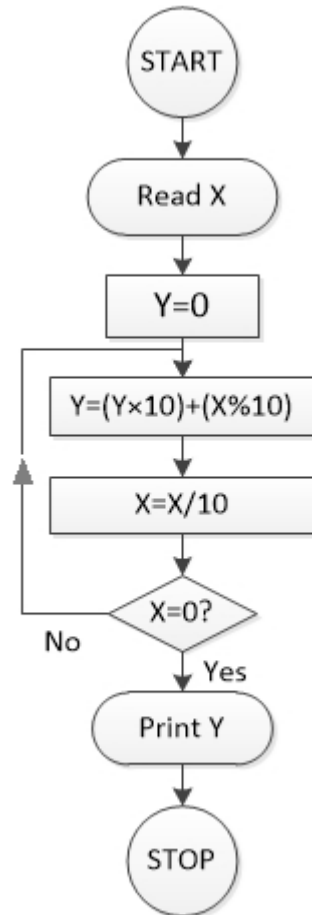 START
Read X
Y=0
Y=(Y×10)+(X%10)
X=X/10
X=0?
No
Yes
Print Y
STOP